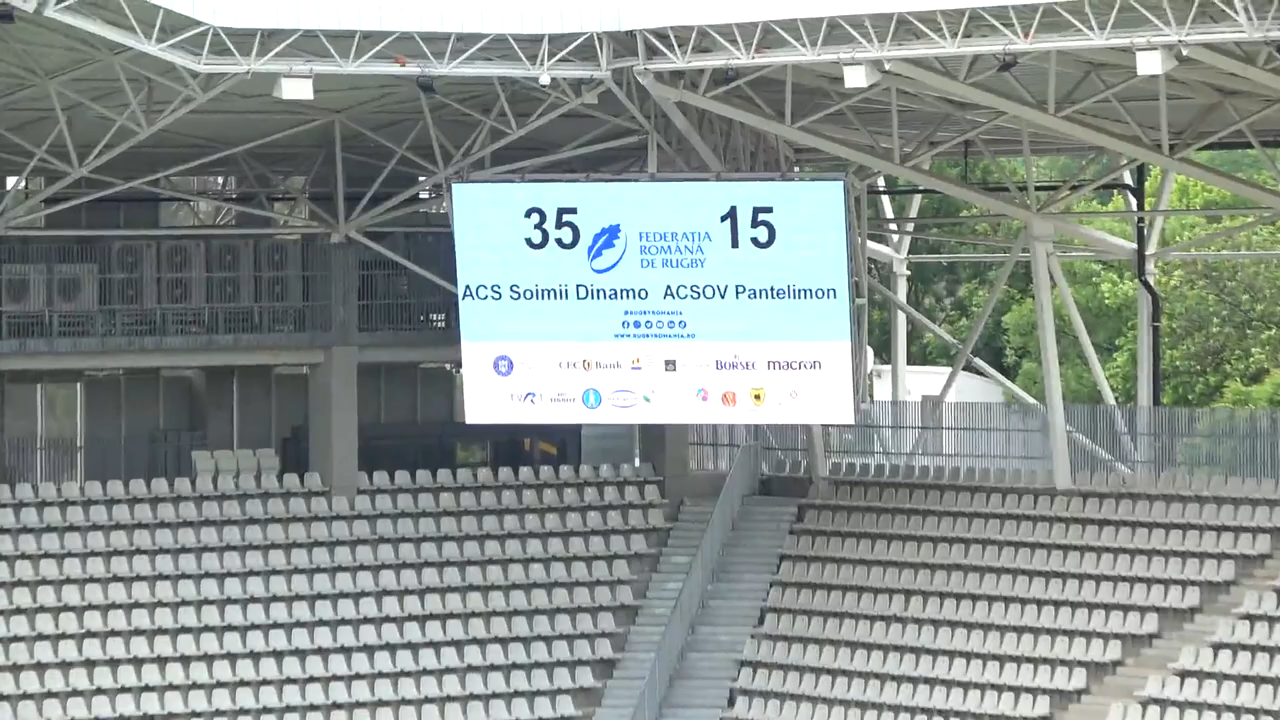 35 15
FEDERAȚIA
ROMÂNĂ
DE RUGBY
ACS Soimii Dinamo ACSOV Pantelimon
@RUGBYROMANIA
WWW.RUGBYROMANIA.RO
CEC Bank BORSEC macron
TVR